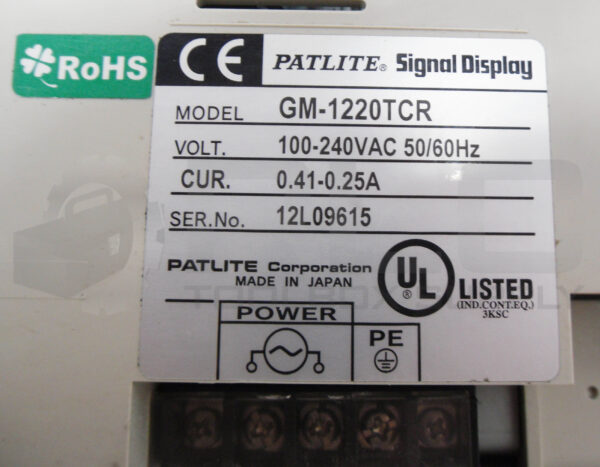 RoHS
CE PATLITE® Signal Display
MODEL GM-1220TCR
VOLT. 100-240VAC 50/60Hz
CUR. 0.41-0.25A
SER.No. 12L09615
PATLITE Corporation
MADE IN JAPAN
UL® LISTED
(IND.CONT.EQ.)
3KSC
POWER
PE